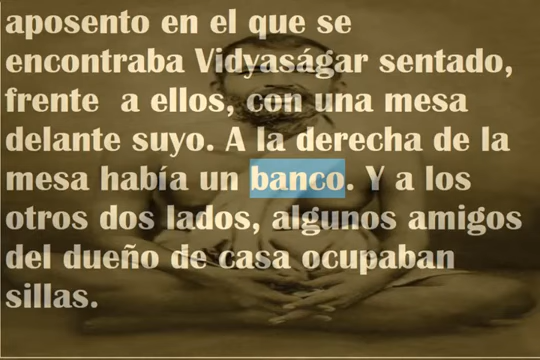 aposento en el que se
encontraba Vidyaságar sentado,
frente  a ellos, con una mesa
delante suyo. A la derecha de la
mesa había un banco. Y a los
otros dos lados, algunos amigos
del dueño de casa ocupaban
sillas.